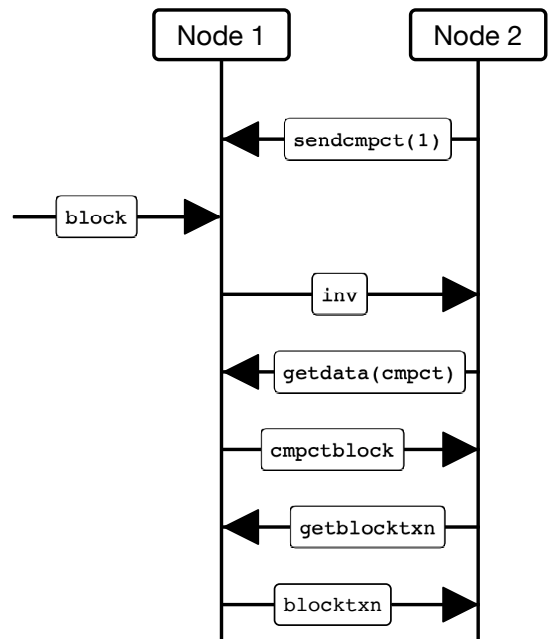 Node 1
Node 2
sendcmpct(1)
block
inv
getdata(cmpct)
cmpctblock
getblocktxn
blocktxn